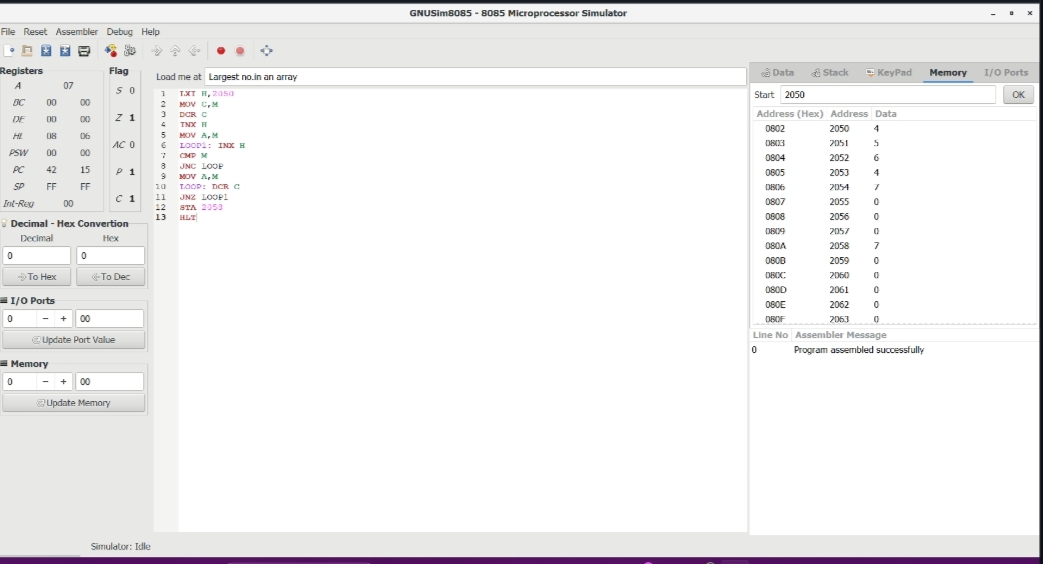 GNUSim8085 - 8085 Microprocessor Simulator
File Reset Assembler Debug Help
Registers
A 07
BC 00 00
DE 00 00
HL 08 06
PSW 00 00
PC 42 15
SP FF FF
Int-Reg 00
Flag
S 0
Z 1
AC 0
P 1
C 1
Decimal - Hex Convertion
Decimal Hex
0 0
To Hex To Dec
I/O Ports
0 - + 00
Update Port Value
Memory
0 - + 00
Update Memory
Load me at Largest no.in an array
1 LXI H,2050
2 MOV C,M
3 DCR C
4 INX H
5 MOV A,M
6 LOOP1: INX H
7 CMP M
8 JNC LOOP
9 MOV A,M
10 LOOP: DCR C
11 JNZ LOOP1
12 STA 2058
13 HLT
Data Stack KeyPad Memory I/O Ports
Start 2050 OK
Address (Hex) Address Data
0802 2050 4
0803 2051 5
0804 2052 6
0805 2053 4
0806 2054 7
0807 2055 0
0808 2056 0
0809 2057 0
080A 2058 7
080B 2059 0
080C 2060 0
080D 2061 0
080E 2062 0
080F 2063 0
Line No Assembler Message
0 Program assembled successfully
Simulator: Idle